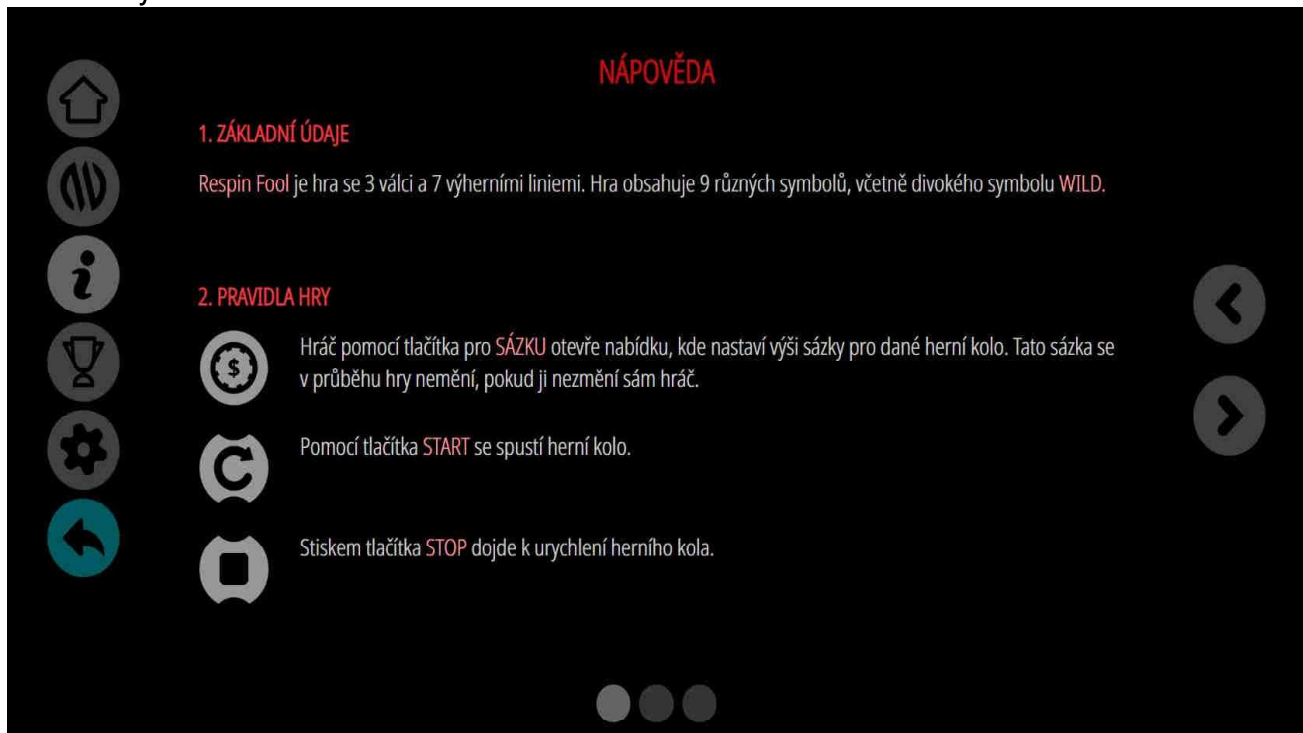 NÁPOVĚDA
1. ZÁKLADNÍ ÚDAJE
Respin Fool je hra se 3 válci a 7 výherními liniemi. Hra obsahuje 9 různých symbolů, včetně divokého symbolu WILD.
2. PRAVIDLA HRY
Hráč pomocí tlačítka pro SÁZKU otevře nabídku, kde nastaví výši sázky pro dané herní kolo. Tato sázka se
v průběhu hry nemění, pokud ji nezmění sám hráč.
Pomocí tlačítka START se spustí herní kolo.
Stiskem tlačítka STOP dojde k urychlení herního kola.